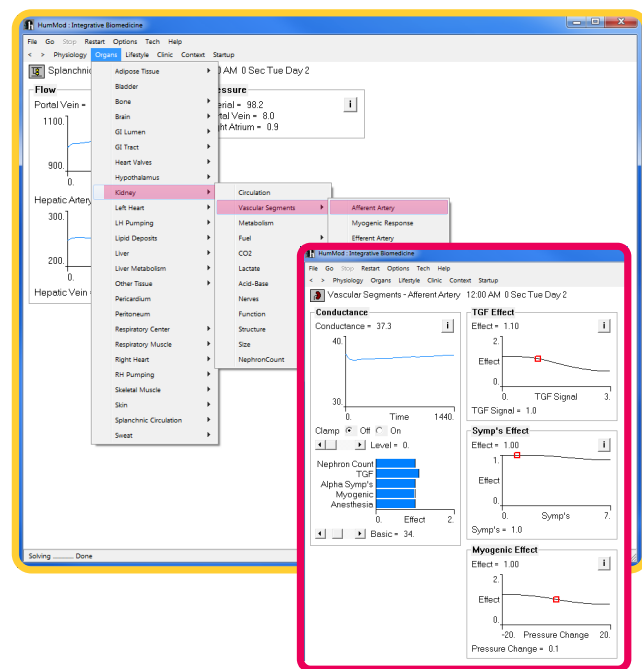 HumMod : Integrative Biomedicine
File Go Stop Restart Options Tech Help
< > Physiology Organs Lifestyle Clinic Context Startup
Splanchnic AM 0 Sec Tue Day 2
Flow
Portal Vein =
1100.
900.
0.
Hepatic Artery
300.
200.
0.
Hepatic Vein
Adipose Tissue
Bladder
Bone
Brain
GI Lumen
GI Tract
Heart Valves
Hypothalamus
Kidney
Left Heart
LH Pumping
Lipid Deposits
Liver
Liver Metabolism
Other Tissue
Pericardium
Peritoneum
Respiratory Center
Respiratory Muscle
Right Heart
RH Pumping
Skeletal Muscle
Skin
Splanchnic Circulation
Sweat
essure
erial = 98.2
tal Vein = 8.0
ht Atrium = 0.9
i
Circulation
Vascular Segments
Metabolism
Fuel
CO2
Lactate
Acid-Base
Nerves
Function
Structure
Size
NephronCount
Afferent Artery
Myogenic Response
Efferent Artery
Solving Done
HumMod : Integrative Biomedicine
File Go Stop Restart Options Tech Help
< > Physiology Organs Lifestyle Clinic Context Startup
Vascular Segments - Afferent Artery 12:00 AM 0 Sec Tue Day 2
Conductance
Conductance = 37.3 i
40.
30.
0. Time 1440.
Clamp Off On
Level = 0.
Nephron Count
TGF
Alpha Symp's
Myogenic
Anesthesia
0. Effect 2.
Basic = 34.
TGF Effect
Effect = 1.10 i
2.
Effect
0.
0. TGF Signal 3.
TGF Signal = 1.0
Symp's Effect
Effect = 1.00 i
1.
Effect
0.
0. Symp's 7.
Symp's = 1.0
Myogenic Effect
Effect = 1.00 i
2.
Effect
0.
-20. Pressure Change 20.
Pressure Change = 0.1